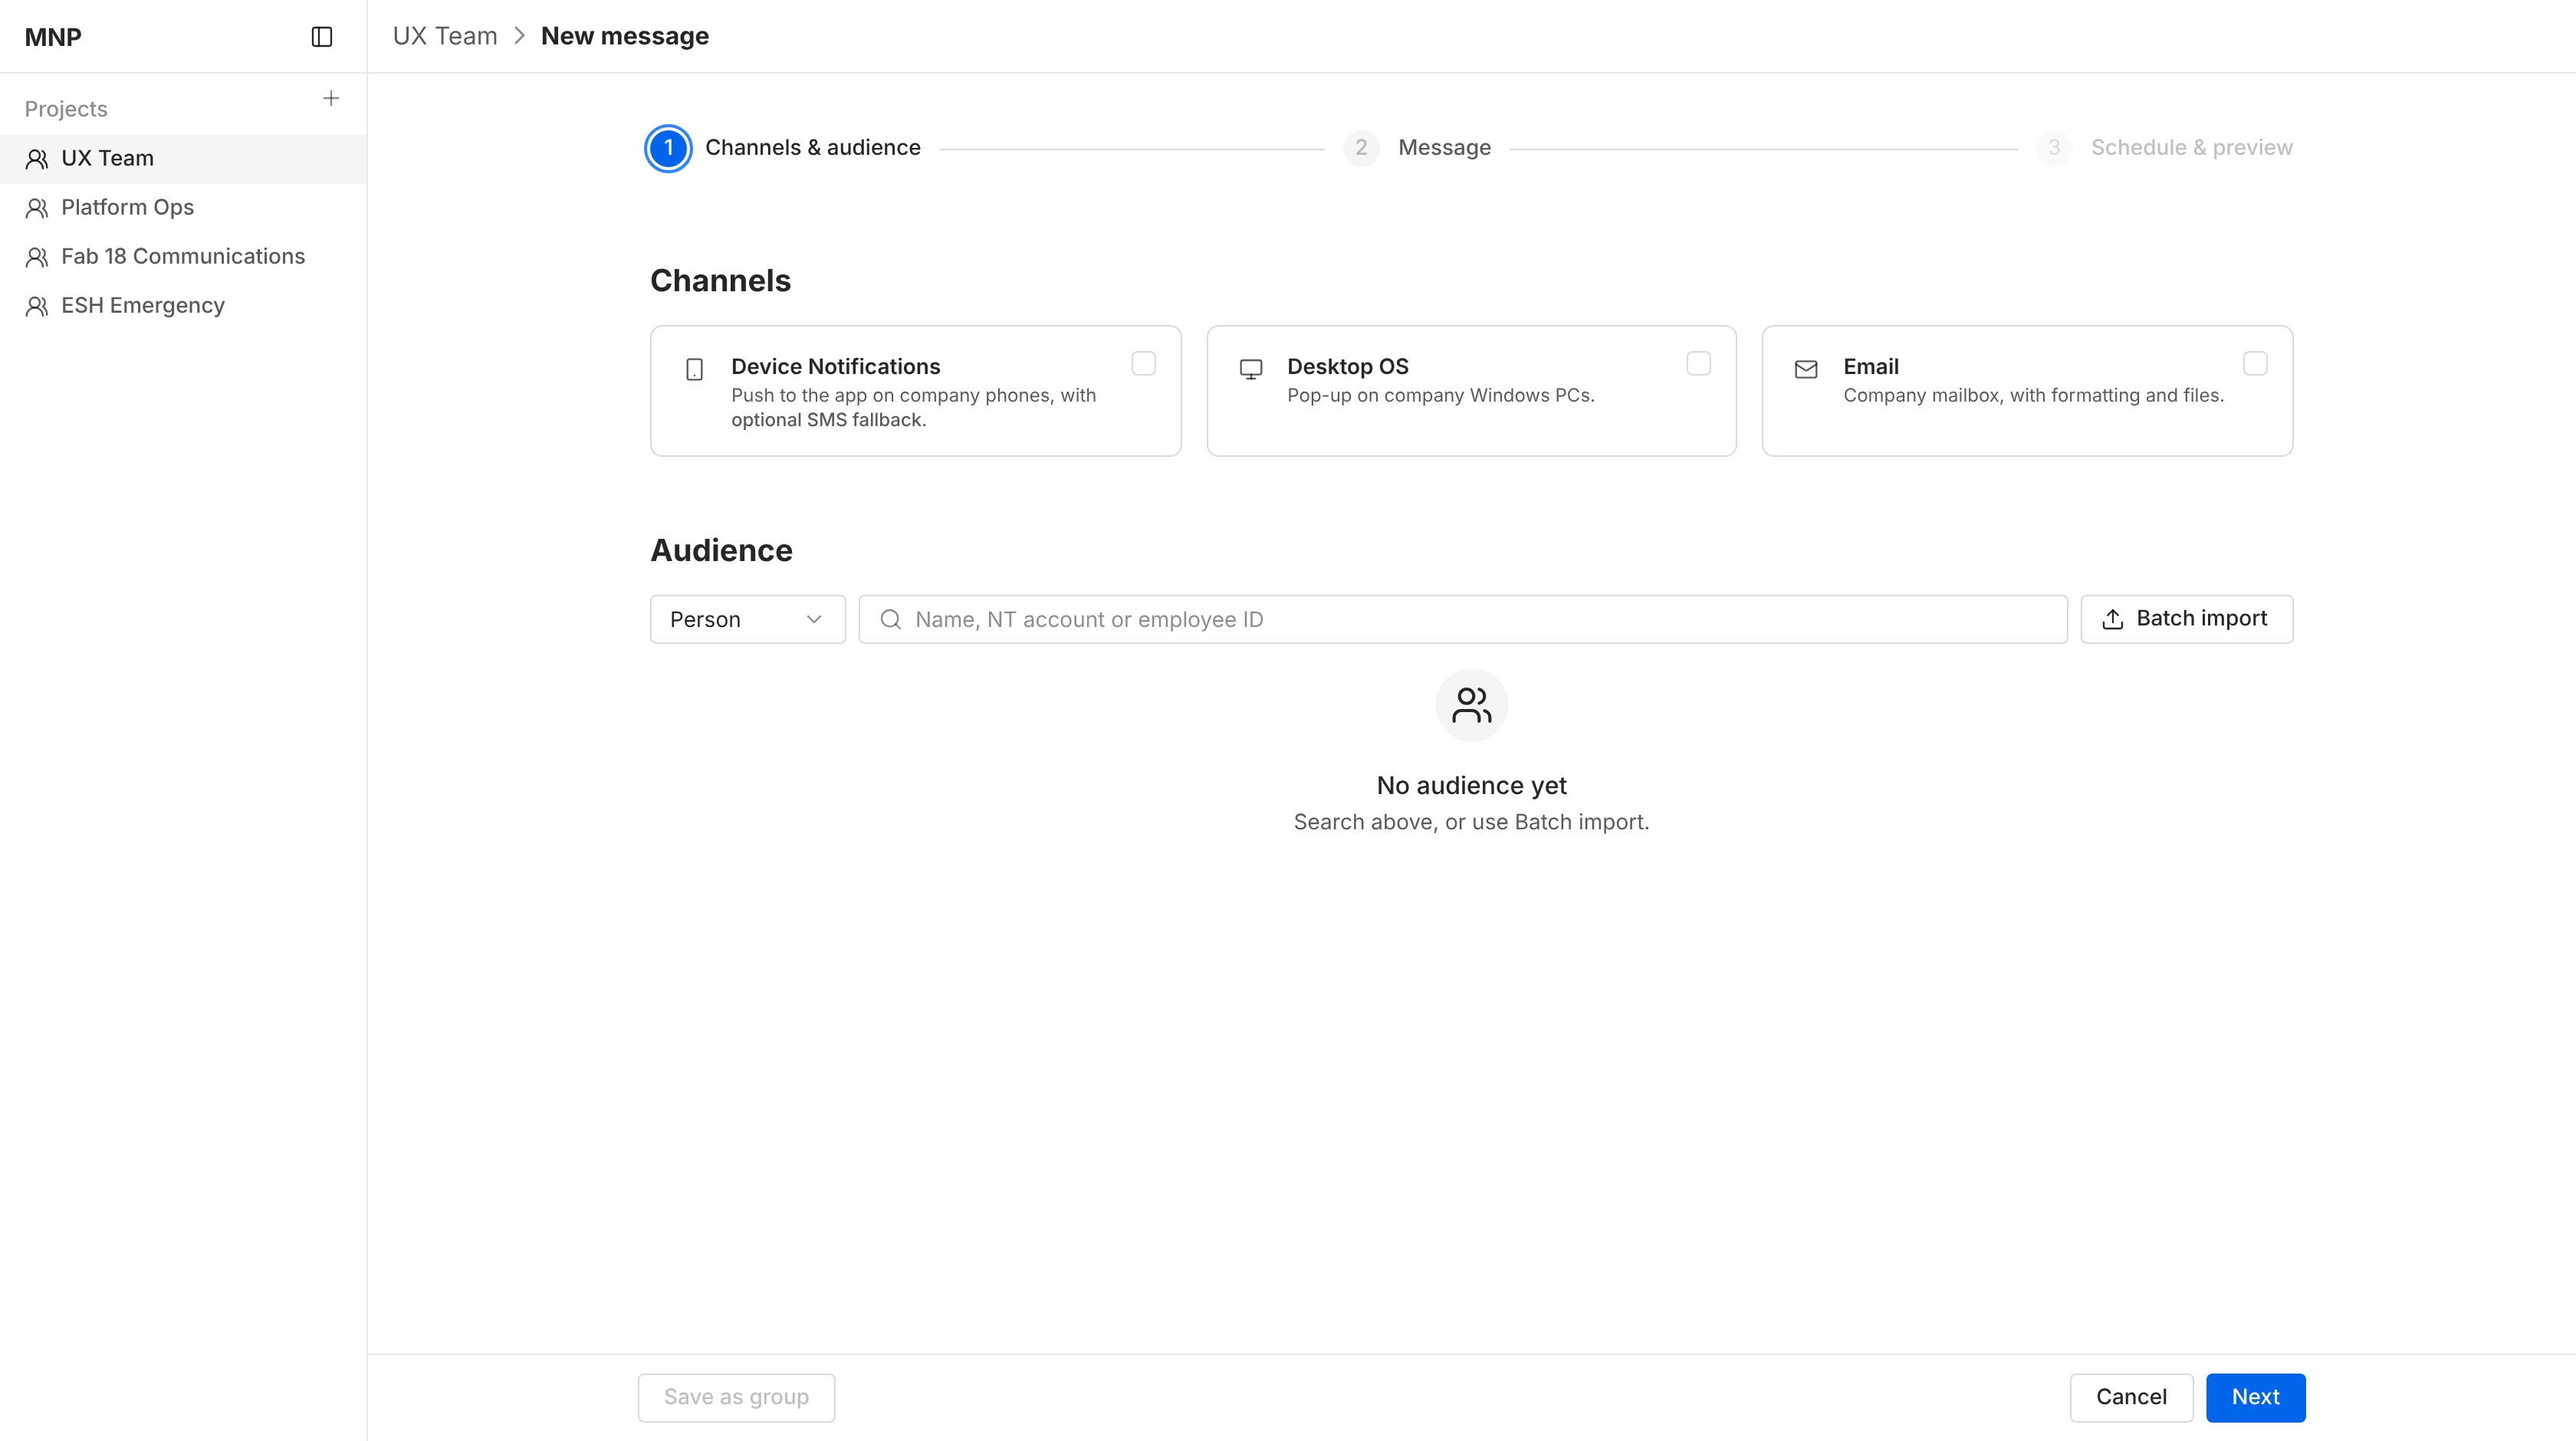 MNP
UX Team > New message
Projects
UX Team
Platform Ops
Fab 18 Communications
ESH Emergency
1 Channels & audience
2 Message
3 Schedule & preview
Channels
Device Notifications
Push to the app on company phones, with
optional SMS fallback.
Desktop OS
Pop-up on company Windows PCs.
Email
Company mailbox, with formatting and files.
Audience
Person
Name, NT account or employee ID
Batch import
No audience yet
Search above, or use Batch import.
Save as group
Cancel
Next